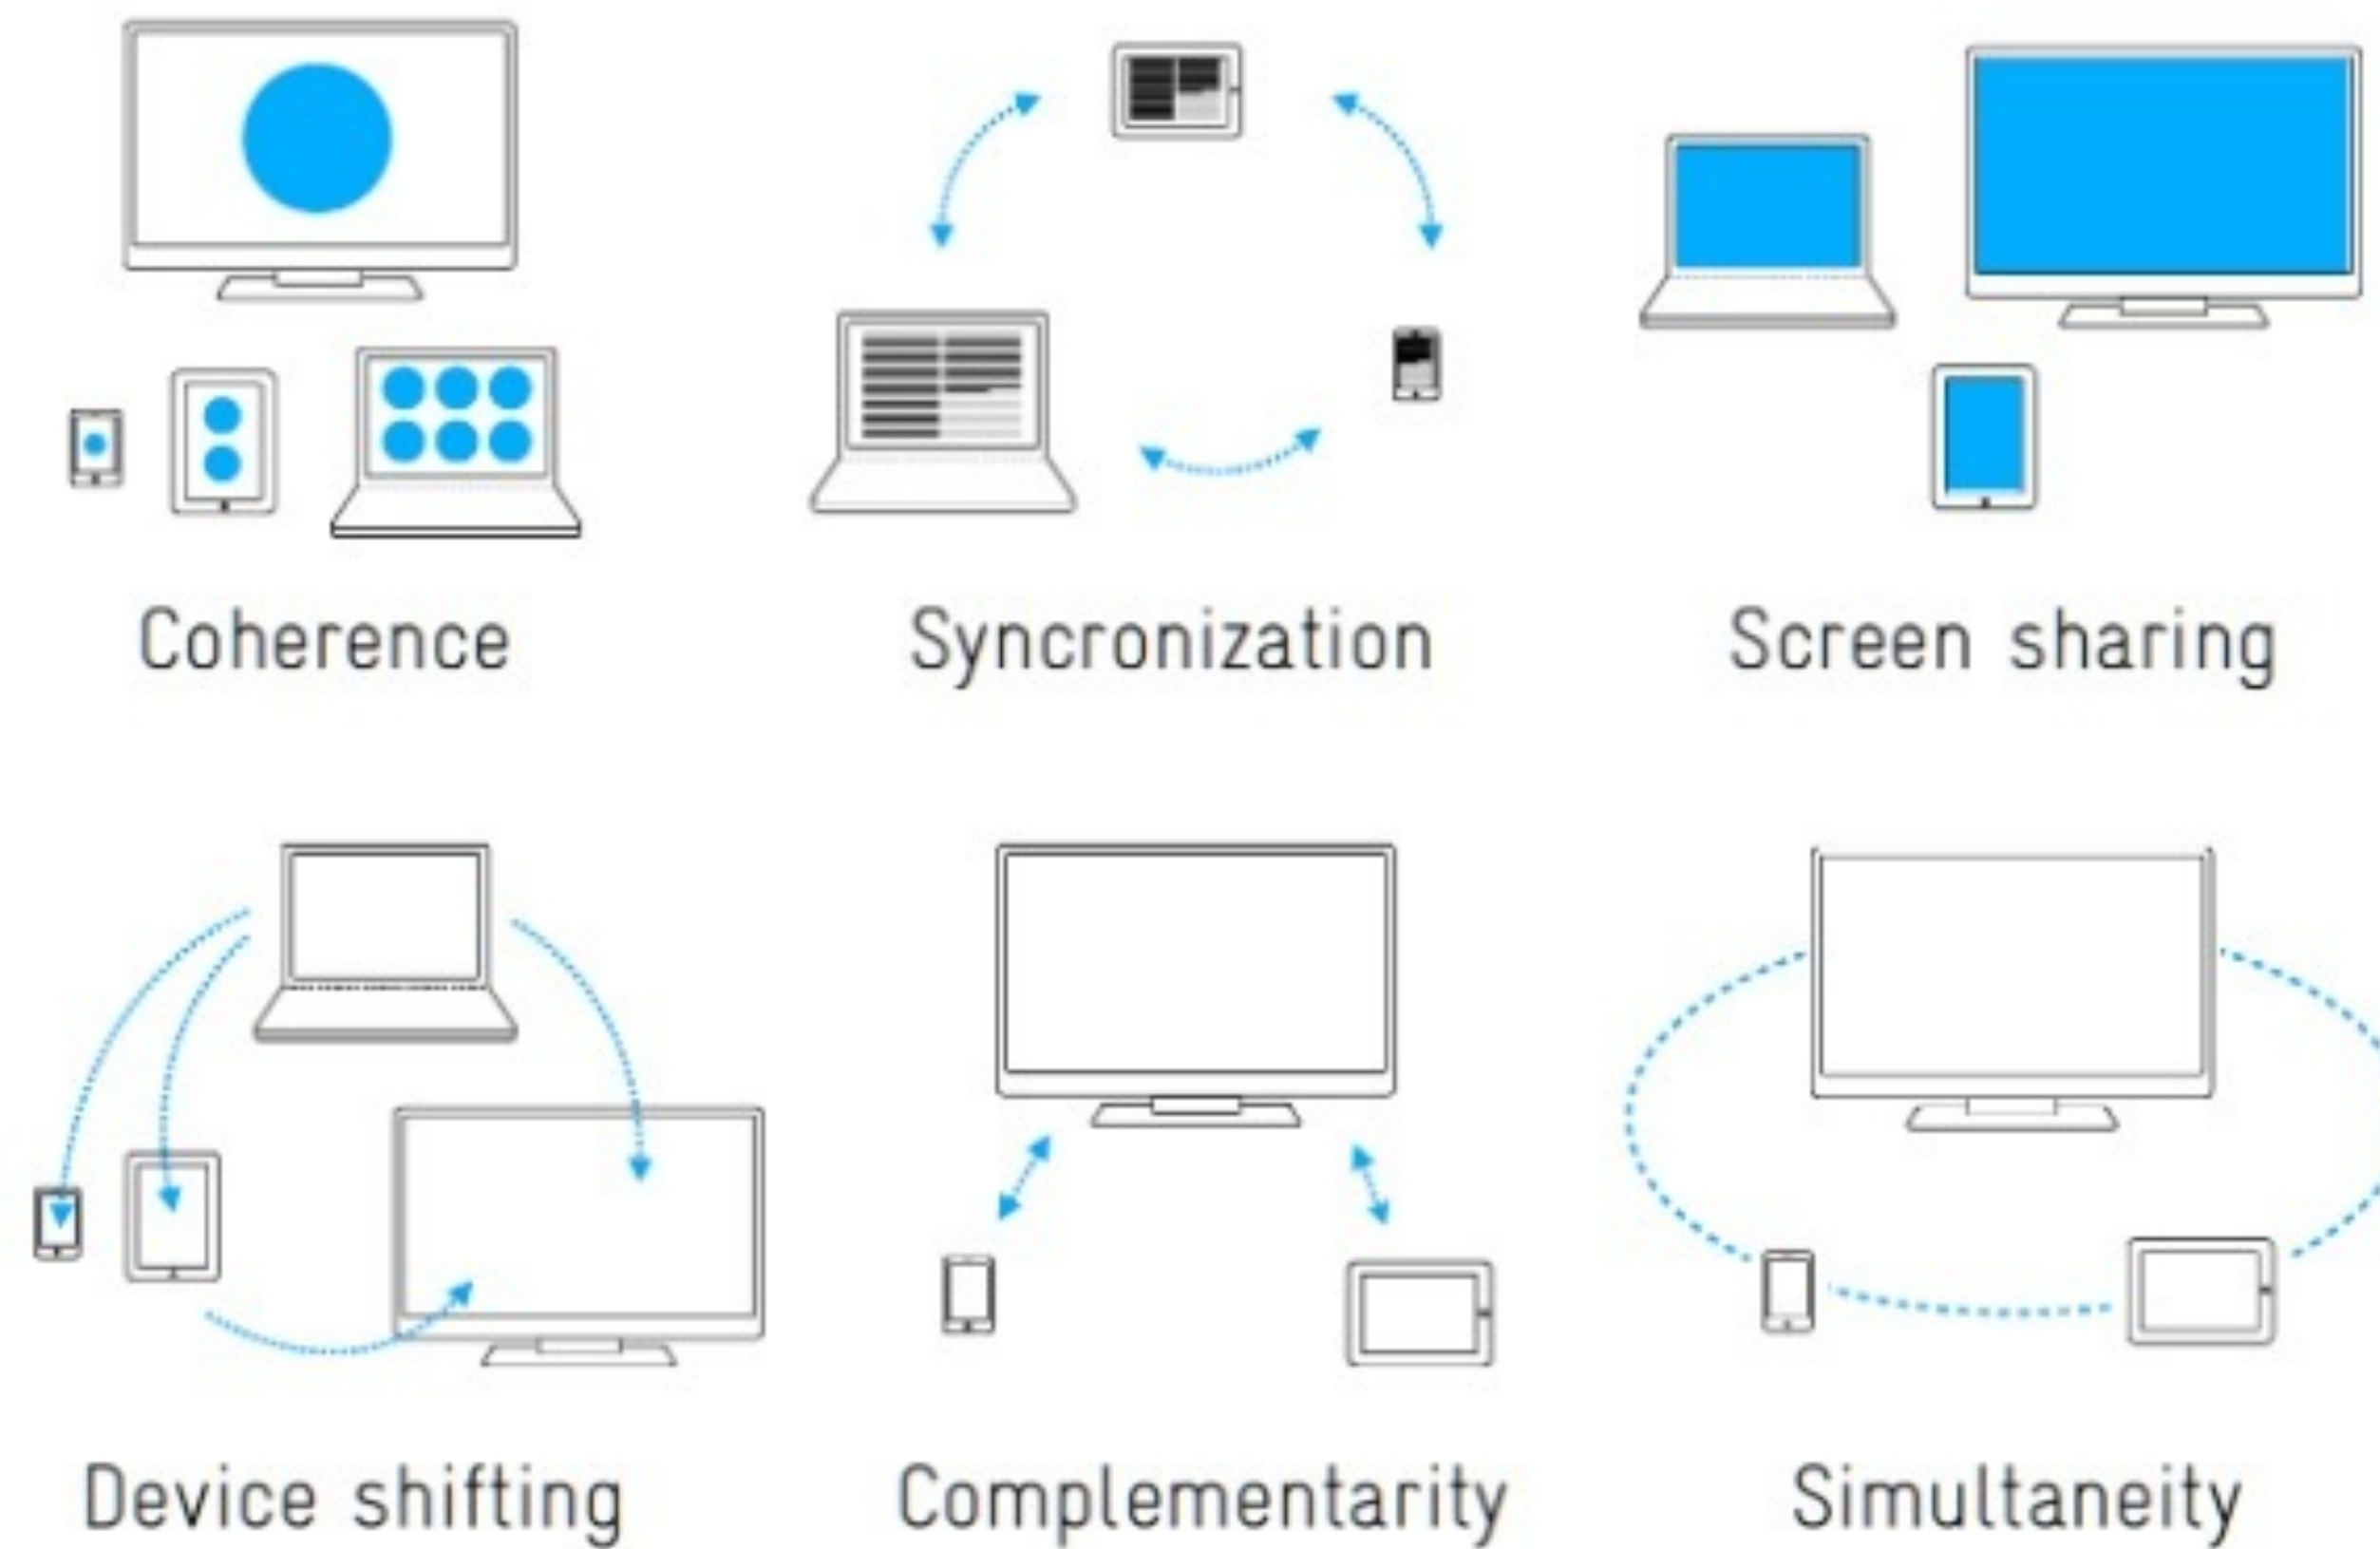 Coherence
Syncronization
Screen sharing
Device shifting
Complementarity
Simultaneity